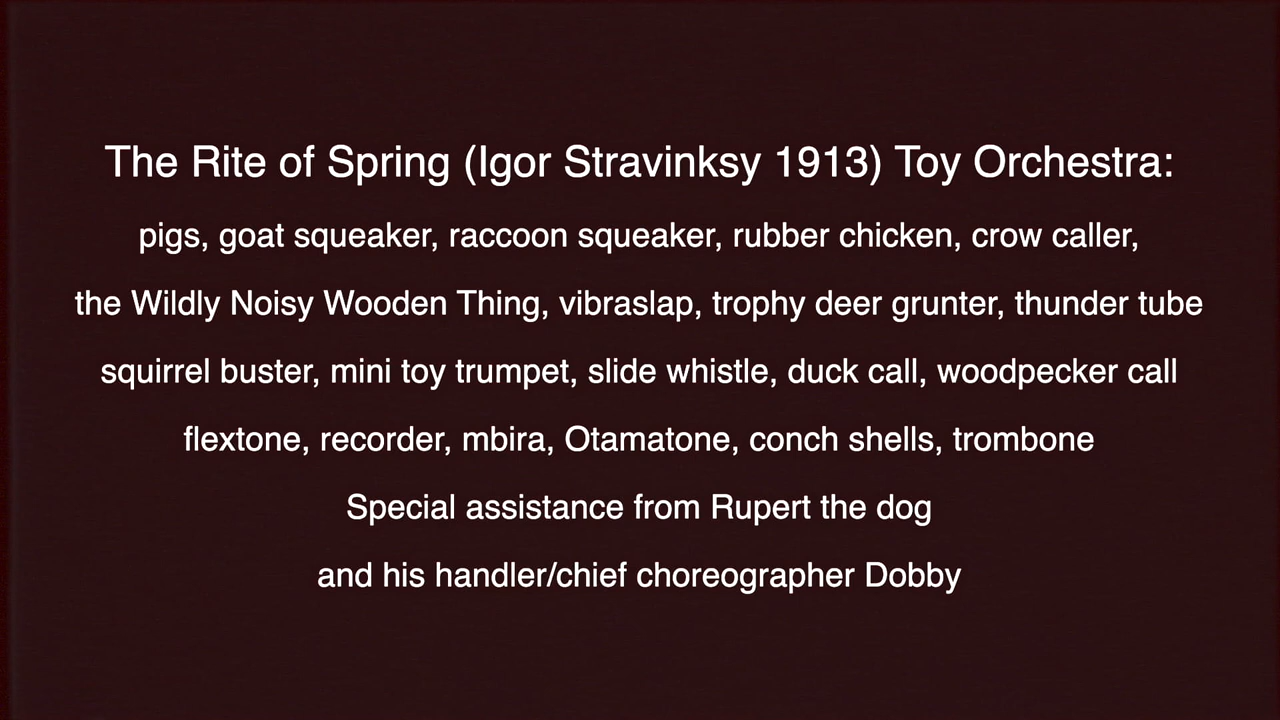 The Rite of Spring (Igor Stravinksy 1913) Toy Orchestra:
pigs, goat squeaker, raccoon squeaker, rubber chicken, crow caller,
the Wildly Noisy Wooden Thing, vibraslap, trophy deer grunter, thunder tube
squirrel buster, mini toy trumpet, slide whistle, duck call, woodpecker call
flextone, recorder, mbira, Otamatone, conch shells, trombone
Special assistance from Rupert the dog
and his handler/chief choreographer Dobby